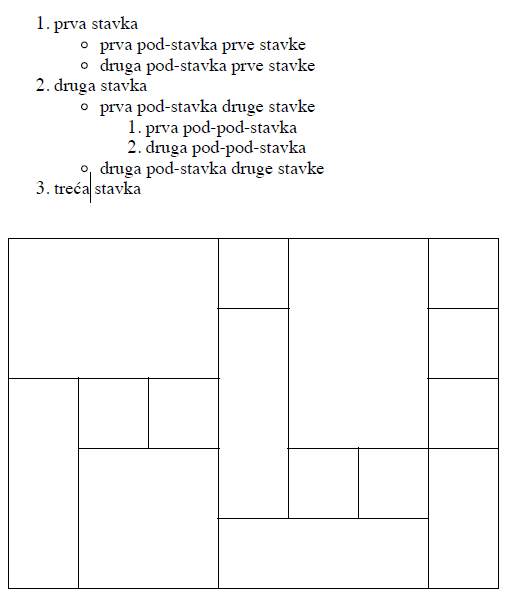 1. prva stavka
○ prva pod-stavka prve stavke
○ druga pod-stavka prve stavke
2. druga stavka
○ prva pod-stavka druge stavke
1. prva pod-pod-stavka
2. druga pod-pod-stavka
○ druga pod-stavka druge stavke
3. treća stavka